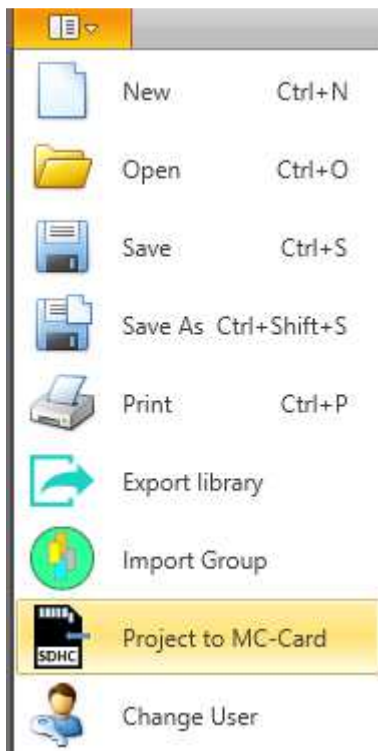 New Ctrl+N
Open Ctrl+O
Save Ctrl+S
Save As Ctrl+Shift+S
Print Ctrl+P
Export library
Import Group
SDHC Project to MC-Card
Change User